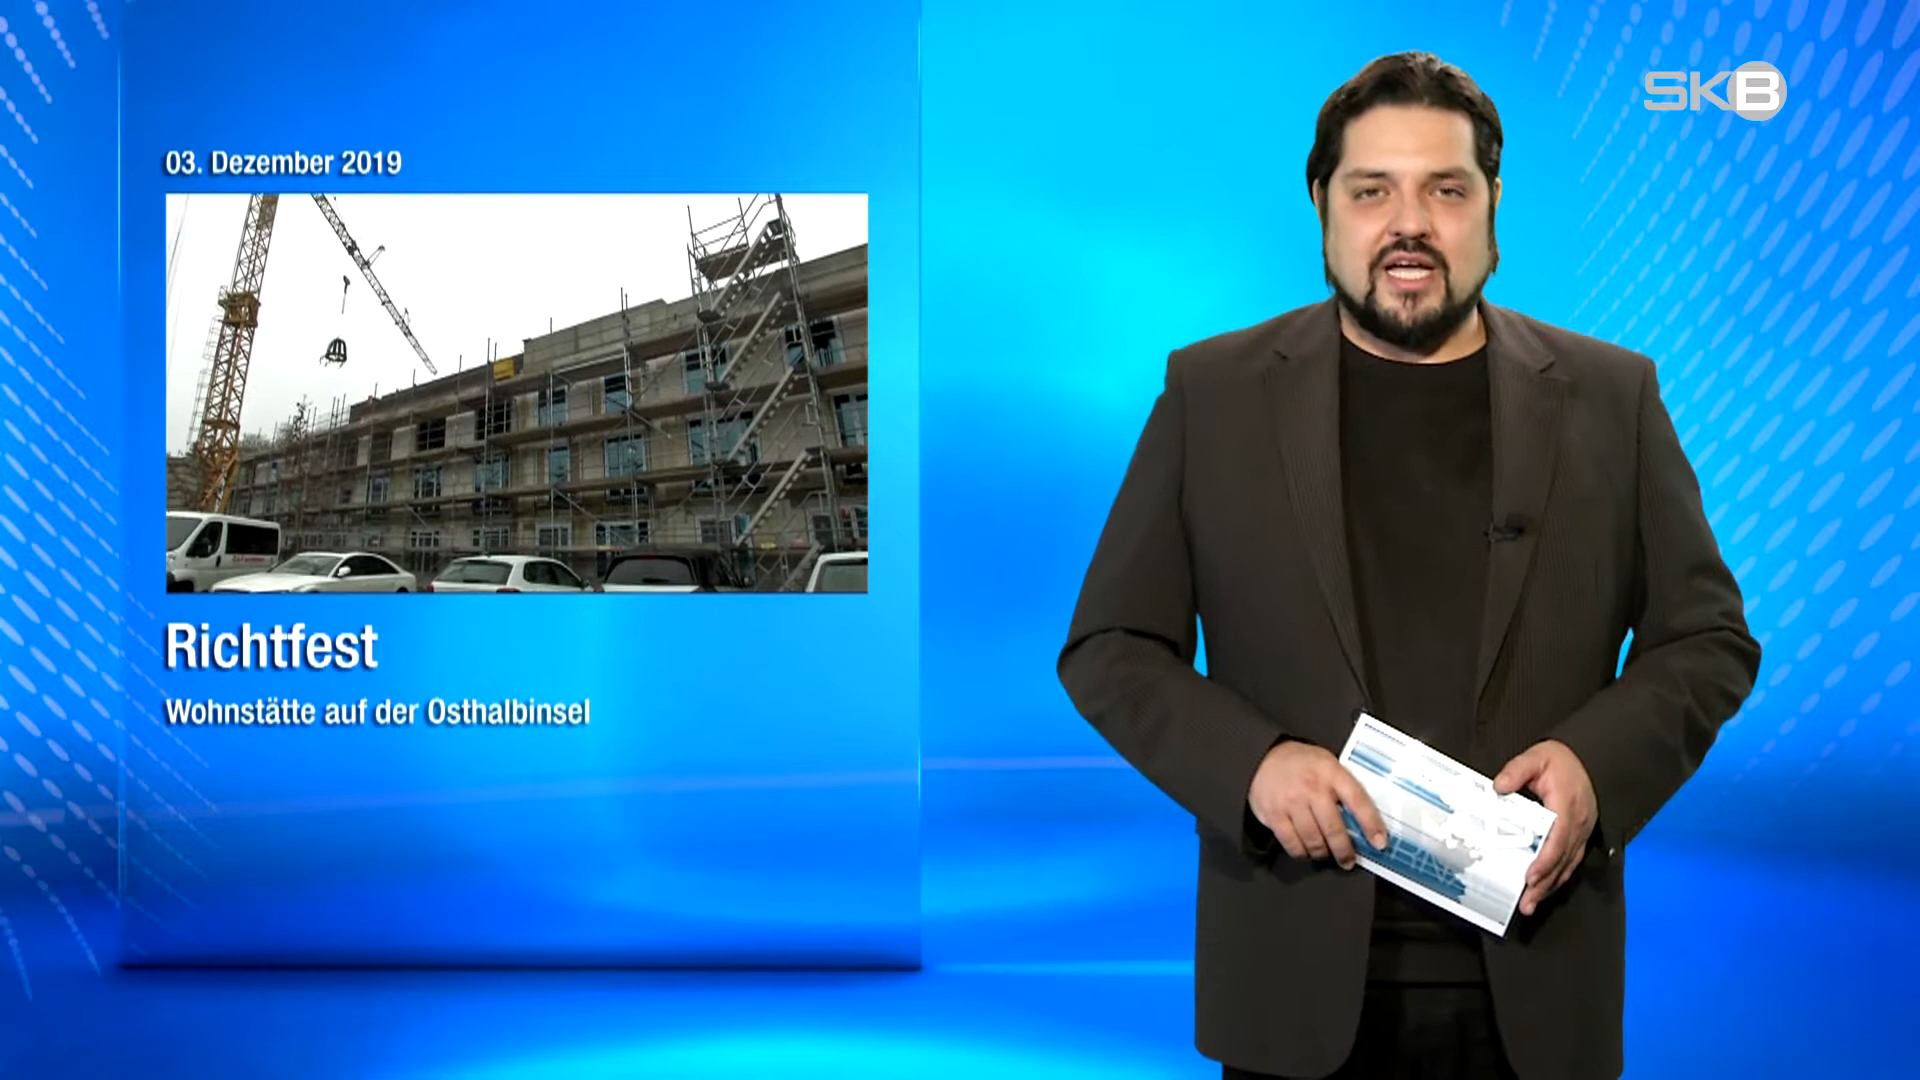 SKB
03. Dezember 2019
Richtfest
Wohnstätte auf der Osthalbinsel